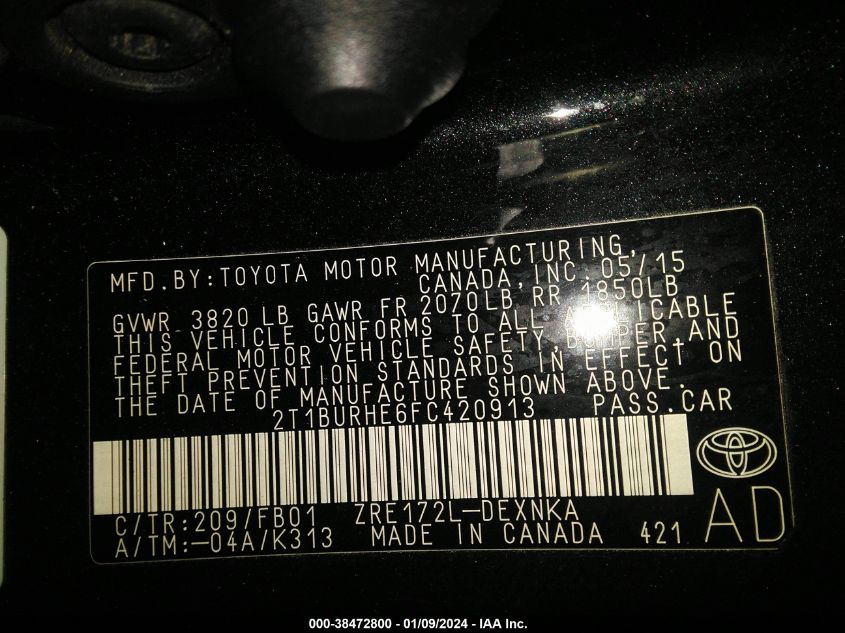 MFD.BY:TOYOTA MOTOR MANUFACTURING,
CANADA, INC. 05/15
GVWR 3820 LB GAWR FR 2070LB RR 1850LB
THIS VEHICLE CONFORMS TO ALL APPLICABLE
FEDERAL MOTOR VEHICLE SAFETY, BUMPER, AND
THEFT PREVENTION STANDARDS IN EFFECT ON
THE DATE OF MANUFACTURE SHOWN ABOVE.
2T1BURHE6FC420913 PASS.CAR
C/TR:209/FB01 ZRE172L-DEXNKA
A/TM:-04A/K313 MADE IN CANADA 421 AD
000-38472800 - 01/09/2024 - IAA Inc.